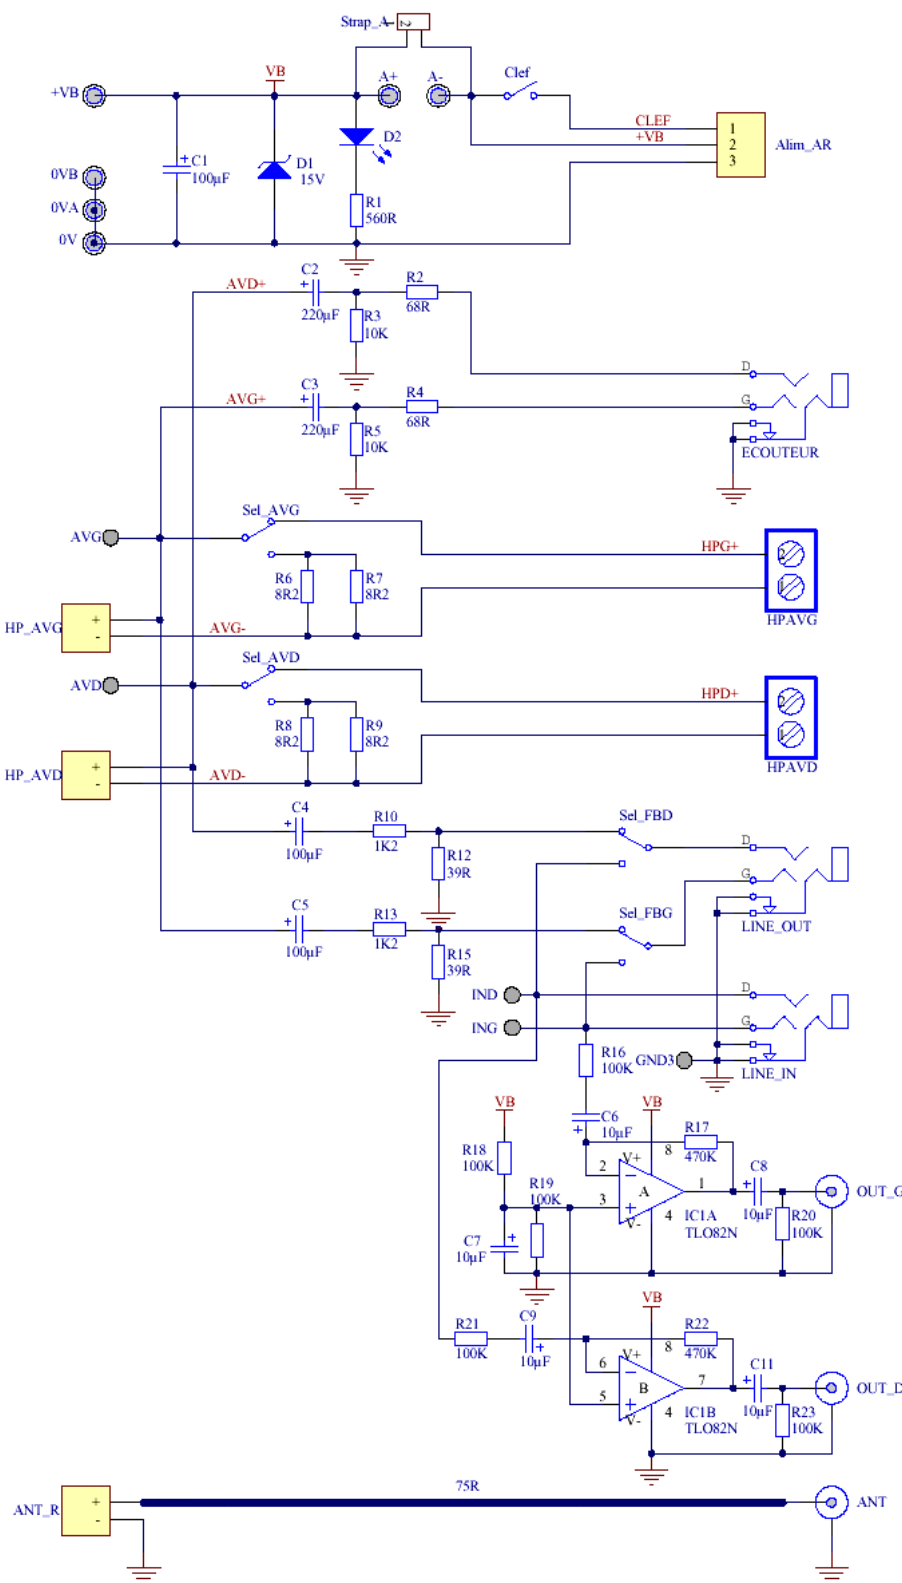 Strap_A
1 2
VB
+VB
A+
A-
Clef
CLEF
+VB
1
2
3
Alim_AR
D2
C1
100µF
D1
15V
0VB
0VA
0V
R1
560R
AVD+
C2
220µF
R2
68R
R3
10K
D
AVG+
C3
220µF
R4
68R
R5
10K
G
ECOUTEUR
Sel_AVG
AVG
HPG+
2
1
HPAVG
R6
8R2
R7
8R2
HP_AVG
+
-
AVG-
Sel_AVD
AVD
HPD+
2
1
HPAVD
R8
8R2
R9
8R2
HP_AVD
+
-
AVD-
C4
100µF
R10
1K2
R12
39R
Sel_FBD
D
G
LINE_OUT
C5
100µF
R13
1K2
R15
39R
Sel_FBG
IND
ING
D
G
GND3
LINE_IN
R16
100K
C6
10µF
VB
VB
R18
100K
R19
100K
C7
10µF
R17
470K
V+
8
2
3
A
1
4
V-
IC1A
TLO82N
C8
10µF
R20
100K
OUT_G
VB
R21
100K
C9
10µF
R22
470K
V+
8
6
5
B
7
4
V-
IC1B
TLO82N
C11
10µF
R23
100K
OUT_D
75R
ANT_R
+
-
ANT